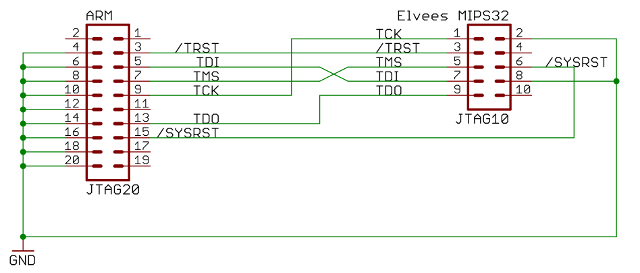 ARM
Elvees MIPS32
2 1 TCK 1 2
4 3 /TRST /TRST 3 4
6 5 TDI TMS 5 6 /SYSRST
8 7 TMS TDI 7 8
10 9 TCK TDO 9 10
12 11
14 13 TDO
JTAG10
16 15 /SYSRST
18 17
20 19
JTAG20
GND